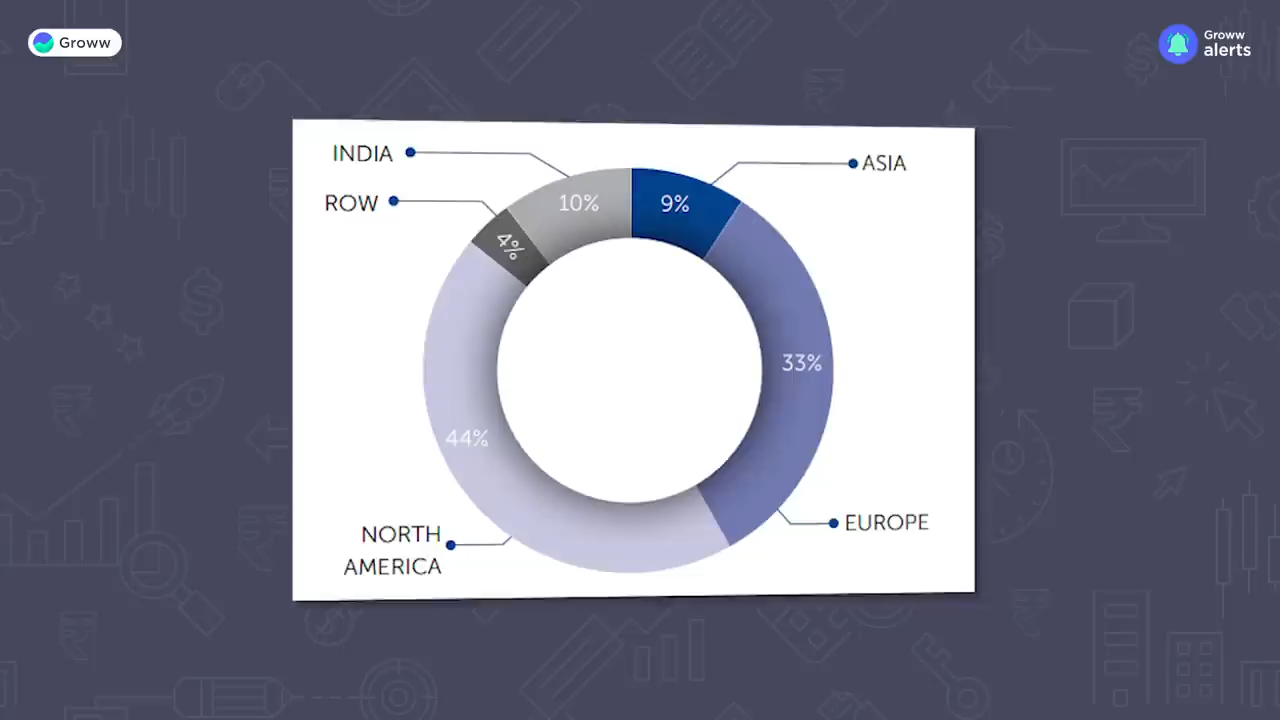 Groww
Groww
alerts
INDIA
ASIA
ROW
10%
9%
4%
33%
44%
EUROPE
NORTH
AMERICA